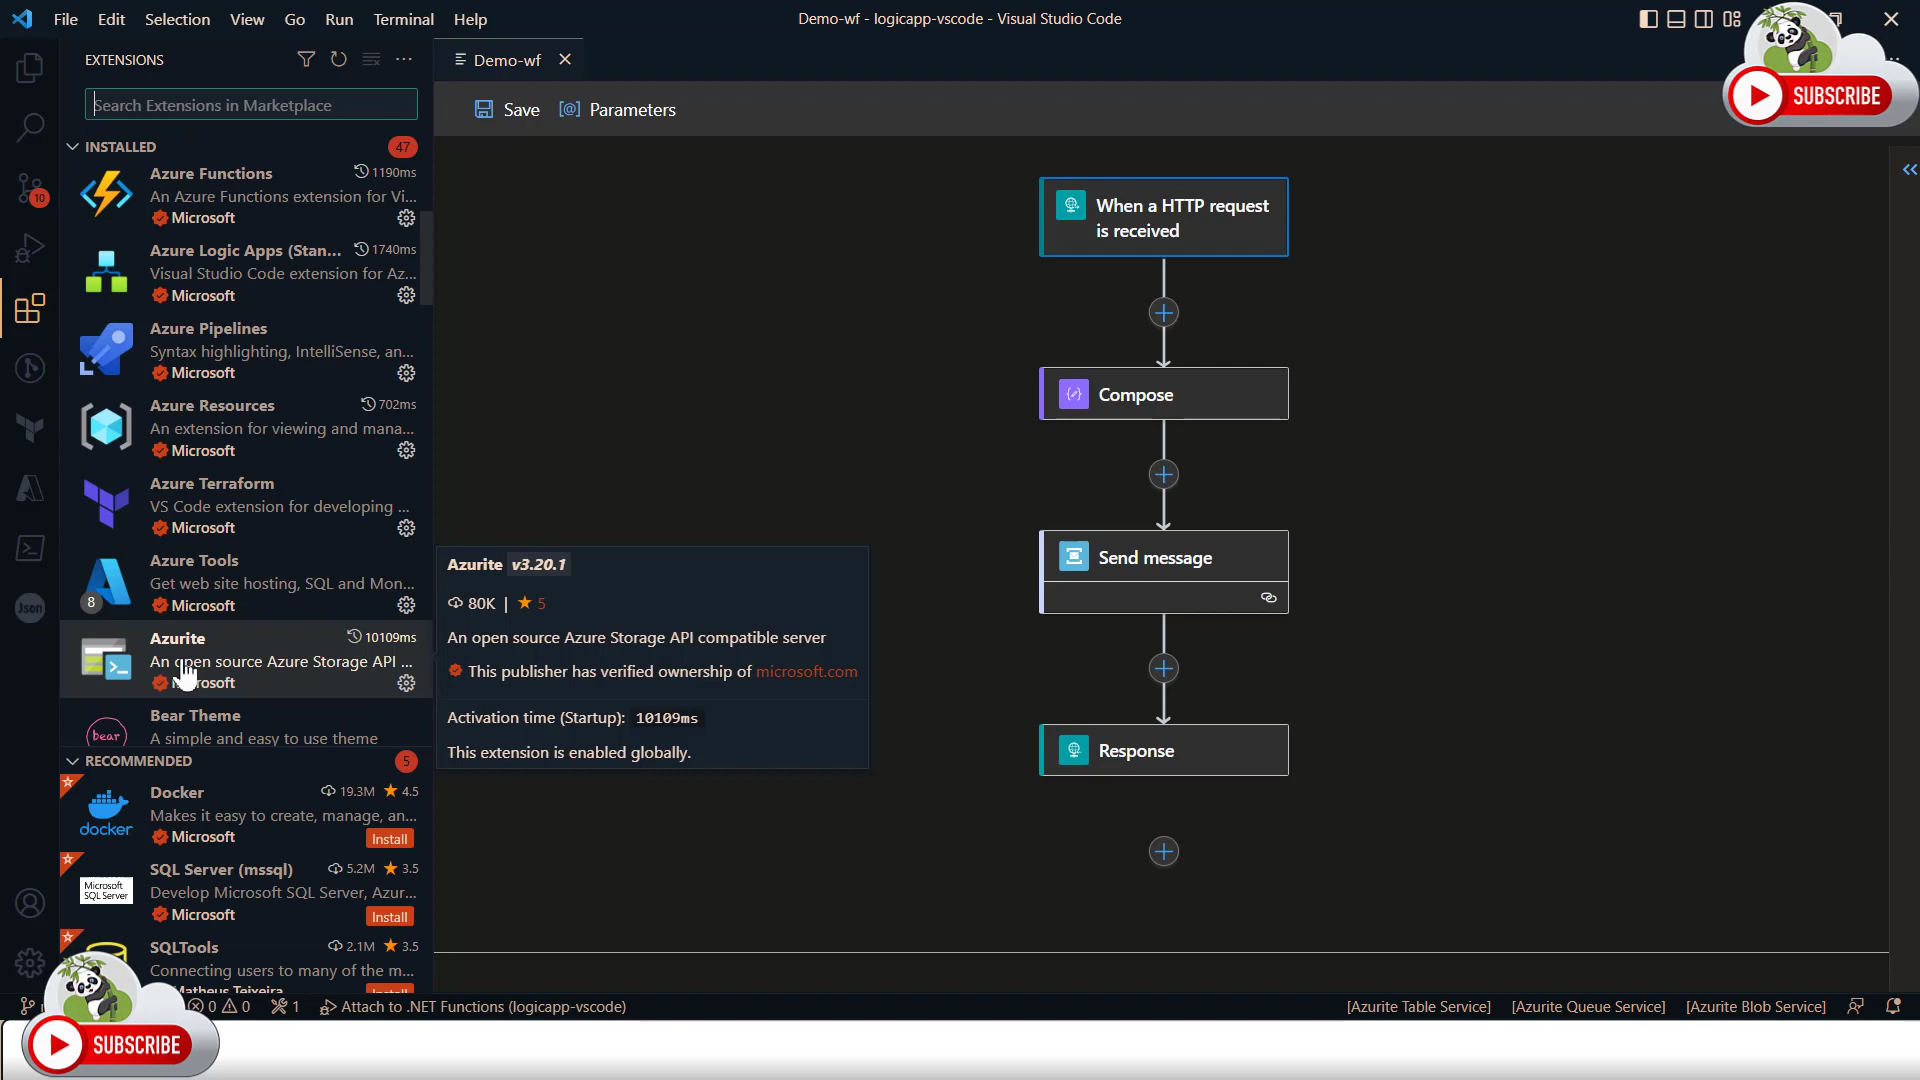 File Edit Selection View Go Run Terminal Help
Demo-wf - logicapp-vscode - Visual Studio Code
EXTENSIONS
Demo-wf
Search Extensions in Marketplace
Save
Parameters
SUBSCRIBE
INSTALLED
47
10
Azure Functions
1190ms
An Azure Functions extension for Vi...
Microsoft
Azure Logic Apps (Stan...
1740ms
Visual Studio Code extension for Az...
Microsoft
Azure Pipelines
Syntax highlighting, IntelliSense, an...
Microsoft
Azure Resources
702ms
An extension for viewing and mana...
Microsoft
Azure Terraform
VS Code extension for developing ...
Microsoft
Azure Tools
Get web site hosting, SQL and Mon...
8
Microsoft
Json
Azurite
10109ms
An open source Azure Storage API ...
Bear Theme
bear
A simple and easy to use theme
RECOMMENDED
5
Docker
19.3M
4.5
docker
Makes it easy to create, manage, an...
Microsoft
Install
SQL Server (mssql)
5.2M
3.5
Microsoft
SQL Server
Develop Microsoft SQL Server, Azur...
Microsoft
Install
SQLTools
2.1M
3.5
Connecting users to many of the m...
Matheus Teixeira
Install
Azurite v3.20.1
80K | 5
An open source Azure Storage API compatible server
This publisher has verified ownership of microsoft.com
Activation time (Startup): 10109ms
This extension is enabled globally.
When a HTTP request
is received
Compose
Send message
Response
0
0
1
Attach to .NET Functions (logicapp-vscode)
[Azurite Table Service]
[Azurite Queue Service]
[Azurite Blob Service]
SUBSCRIBE